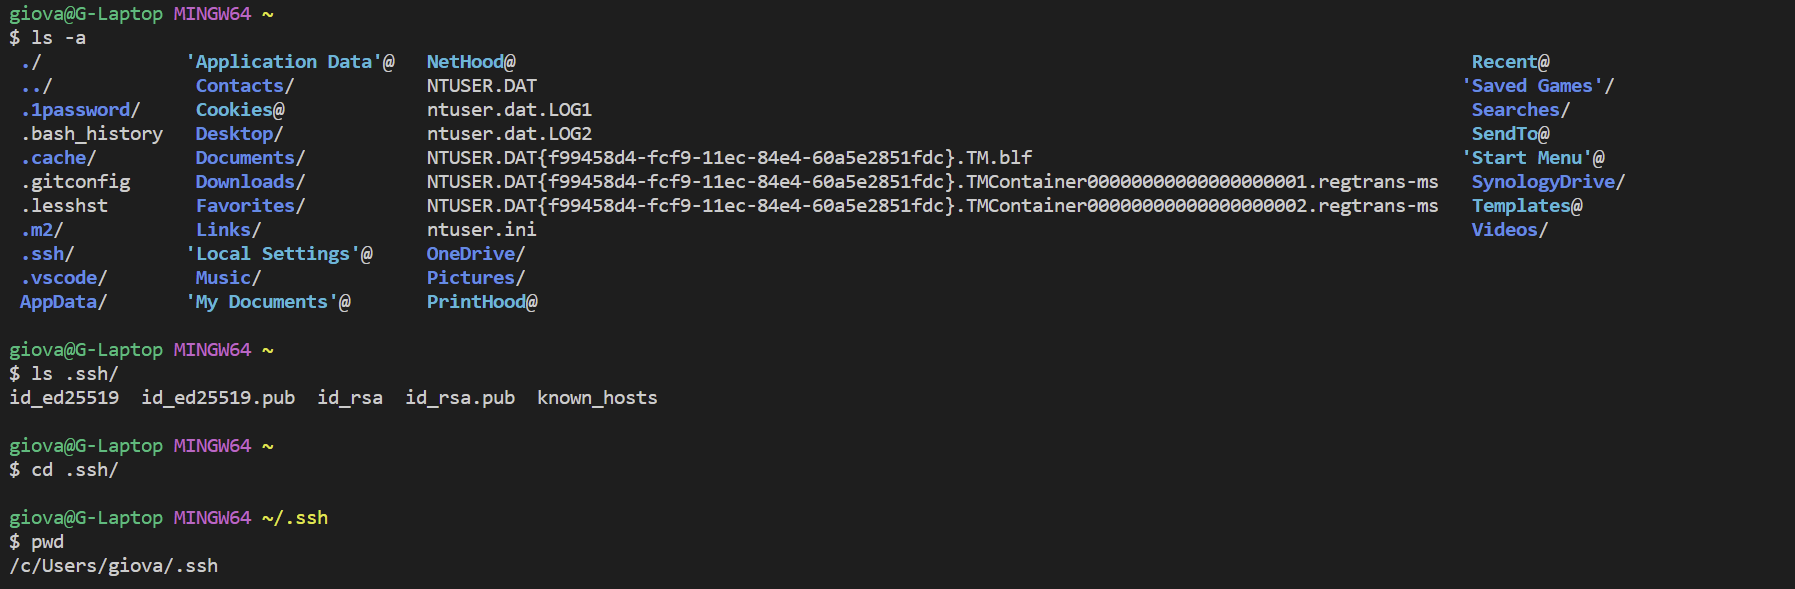 giova@G-Laptop MINGW64 ~
$ ls -a
./ 'Application Data'@ NetHood@ Recent@
../ Contacts/ NTUSER.DAT 'Saved Games'/
.1password/ Cookies@ ntuser.dat.LOG1 Searches/
.bash_history Desktop/ ntuser.dat.LOG2 SendTo@
.cache/ Documents/ NTUSER.DAT{f99458d4-fcf9-11ec-84e4-60a5e2851fdc}.TM.blf 'Start Menu'@
.gitconfig Downloads/ NTUSER.DAT{f99458d4-fcf9-11ec-84e4-60a5e2851fdc}.TMContainer00000000000000000001.regtrans-ms SynologyDrive/
.lesshst Favorites/ NTUSER.DAT{f99458d4-fcf9-11ec-84e4-60a5e2851fdc}.TMContainer00000000000000000002.regtrans-ms Templates@
.m2/ Links/ ntuser.ini Videos/
.ssh/ 'Local Settings'@ OneDrive/
.vscode/ Music/ Pictures/
AppData/ 'My Documents'@ PrintHood@
giova@G-Laptop MINGW64 ~
$ ls .ssh/
id_ed25519 id_ed25519.pub id_rsa id_rsa.pub known_hosts
giova@G-Laptop MINGW64 ~
$ cd .ssh/
giova@G-Laptop MINGW64 ~/.ssh
$ pwd
/c/Users/giova/.ssh